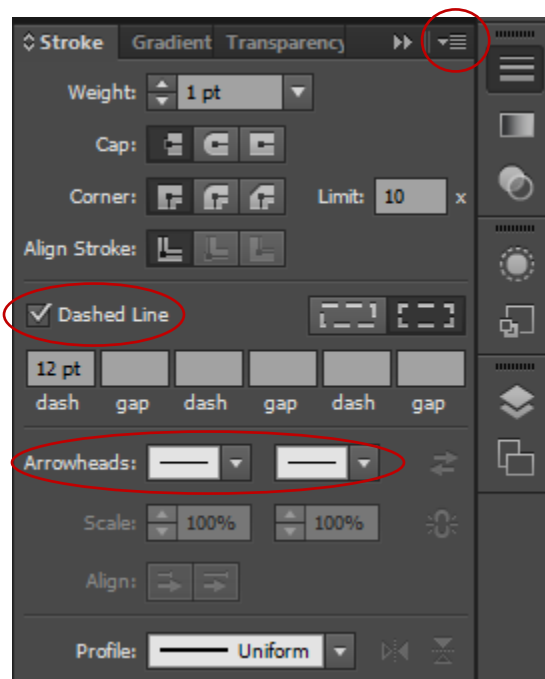 Stroke Gradient Transparency
Weight: 1 pt
Cap:
Corner: Limit: 10 x
Align Stroke:
Dashed Line
12 pt
dash gap dash gap dash gap
Arrowheads:
Scale: 100% 100%
Align:
Profile: Uniform